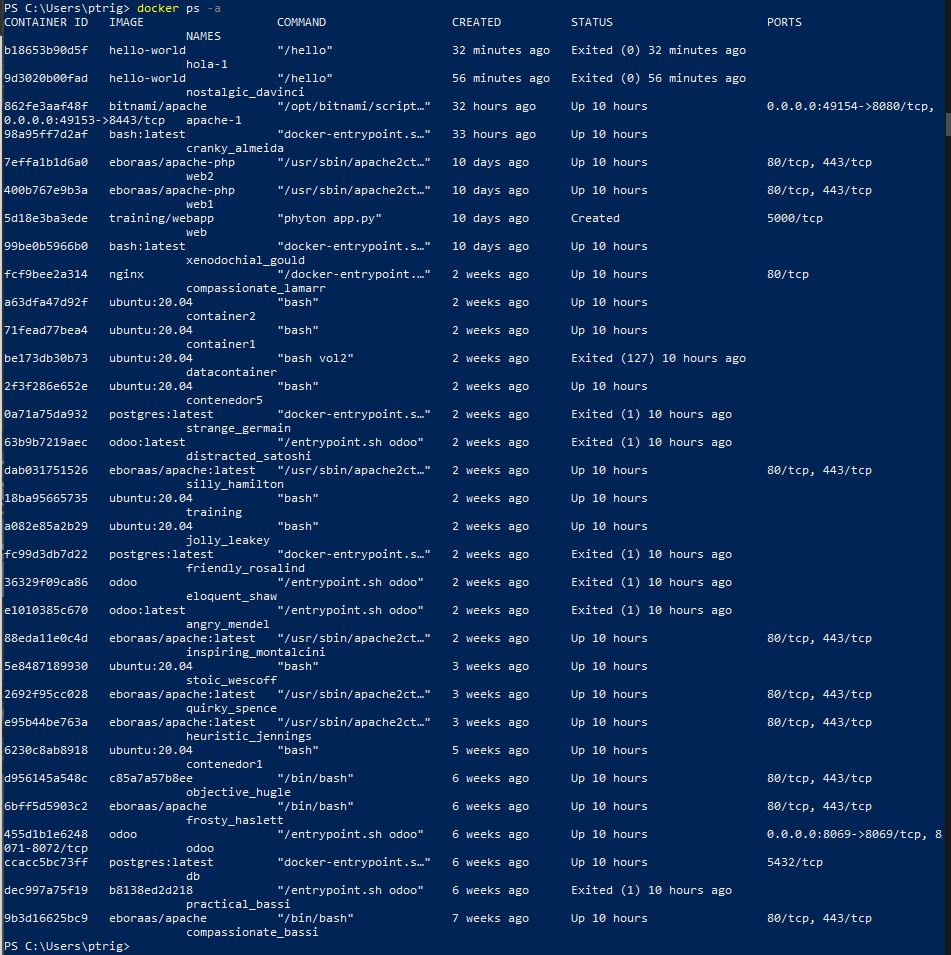 PS C:\Users\ptrig> docker ps -a
CONTAINER ID   IMAGE                   COMMAND                  CREATED          STATUS                      PORTS
                          NAMES
b18653b90d5f   hello-world             "/hello"                 32 minutes ago   Exited (0) 32 minutes ago
                          hola-1
9d3020b00fad   hello-world             "/hello"                 56 minutes ago   Exited (0) 56 minutes ago
                          nostalgic_davinci
862fe3aaf48f   bitnami/apache          "/opt/bitnami/script…"   32 hours ago     Up 10 hours                 0.0.0.0:49154->8080/tcp,
0.0.0.0:49153->8443/tcp   apache-1
98a95ff7d2af   bash:latest             "docker-entrypoint.s…"   33 hours ago     Up 10 hours
                          cranky_almeida
7effa1b1d6a0   eboraas/apache-php      "/usr/sbin/apache2ct…"   10 days ago      Up 10 hours                 80/tcp, 443/tcp
                          web2
400b767e9b3a   eboraas/apache-php      "/usr/sbin/apache2ct…"   10 days ago      Up 10 hours                 80/tcp, 443/tcp
                          web1
5d18e3ba3ede   training/webapp         "phyton app.py"          10 days ago      Created                     5000/tcp
                          web
99be0b5966b0   bash:latest             "docker-entrypoint.s…"   10 days ago      Up 10 hours
                          xenodochial_gould
fcf9bee2a314   nginx                   "/docker-entrypoint.…"   2 weeks ago      Up 10 hours                 80/tcp
                          compassionate_lamarr
a63dfa47d92f   ubuntu:20.04            "bash"                   2 weeks ago      Up 10 hours
                          container2
71fead77bea4   ubuntu:20.04            "bash"                   2 weeks ago      Up 10 hours
                          container1
be173db30b73   ubuntu:20.04            "bash vol2"              2 weeks ago      Exited (127) 10 hours ago
                          datacontainer
2f3f286e652e   ubuntu:20.04            "bash"                   2 weeks ago      Up 10 hours
                          contenedor5
0a71a75da932   postgres:latest         "docker-entrypoint.s…"   2 weeks ago      Exited (1) 10 hours ago
                          strange_germain
63b9b7219aec   odoo:latest             "/entrypoint.sh odoo"    2 weeks ago      Exited (1) 10 hours ago
                          distracted_satoshi
dab031751526   eboraas/apache:latest   "/usr/sbin/apache2ct…"   2 weeks ago      Up 10 hours                 80/tcp, 443/tcp
                          silly_hamilton
18ba95665735   ubuntu:20.04            "bash"                   2 weeks ago      Up 10 hours
                          training
a082e85a2b29   ubuntu:20.04            "bash"                   2 weeks ago      Up 10 hours
                          jolly_leakey
fc99d3db7d22   postgres:latest         "docker-entrypoint.s…"   2 weeks ago      Exited (1) 10 hours ago
                          friendly_rosalind
36329f09ca86   odoo                    "/entrypoint.sh odoo"    2 weeks ago      Exited (1) 10 hours ago
                          eloquent_shaw
e1010385c670   odoo:latest             "/entrypoint.sh odoo"    2 weeks ago      Exited (1) 10 hours ago
                          angry_mendel
88eda11e0c4d   eboraas/apache:latest   "/usr/sbin/apache2ct…"   2 weeks ago      Up 10 hours                 80/tcp, 443/tcp
                          inspiring_montalcini
5e8487189930   ubuntu:20.04            "bash"                   3 weeks ago      Up 10 hours
                          stoic_wescoff
2692f95cc028   eboraas/apache:latest   "/usr/sbin/apache2ct…"   3 weeks ago      Up 10 hours                 80/tcp, 443/tcp
                          quirky_spence
e95b44be763a   eboraas/apache:latest   "/usr/sbin/apache2ct…"   3 weeks ago      Up 10 hours                 80/tcp, 443/tcp
                          heuristic_jennings
6230c8ab8918   ubuntu:20.04            "bash"                   5 weeks ago      Up 10 hours
                          contenedor1
d956145a548c   c85a7a57b8ee            "/bin/bash"              6 weeks ago      Up 10 hours                 80/tcp, 443/tcp
                          objective_hugle
6bff5d5903c2   eboraas/apache          "/bin/bash"              6 weeks ago      Up 10 hours                 80/tcp, 443/tcp
                          frosty_haslett
455d1b1e6248   odoo                    "/entrypoint.sh odoo"    6 weeks ago      Up 10 hours                 0.0.0.0:8069->8069/tcp, 8
071-8072/tcp              odoo
ccacc5bc73ff   postgres:latest         "docker-entrypoint.s…"   6 weeks ago      Up 10 hours                 5432/tcp
                          db
dec997a75f19   b8138ed2d218            "/entrypoint.sh odoo"    6 weeks ago      Exited (1) 10 hours ago
                          practical_bassi
9b3d16625bc9   eboraas/apache          "/bin/bash"              7 weeks ago      Up 10 hours                 80/tcp, 443/tcp
                          compassionate_bassi
PS C:\Users\ptrig>